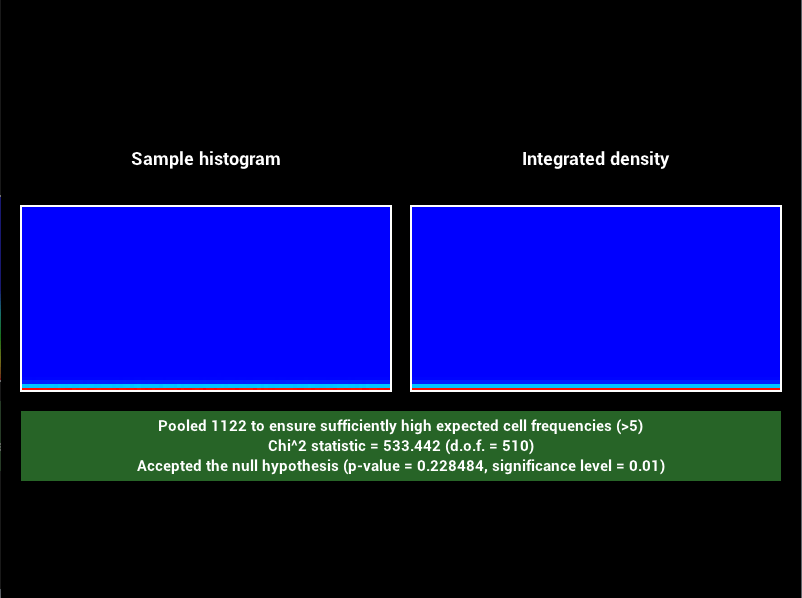 Sample histogram
Integrated density
Pooled 1122 to ensure sufficiently high expected cell frequencies (>5)
Chi^2 statistic = 533.442 (d.o.f. = 510)
Accepted the null hypothesis (p-value = 0.228484, significance level = 0.01)